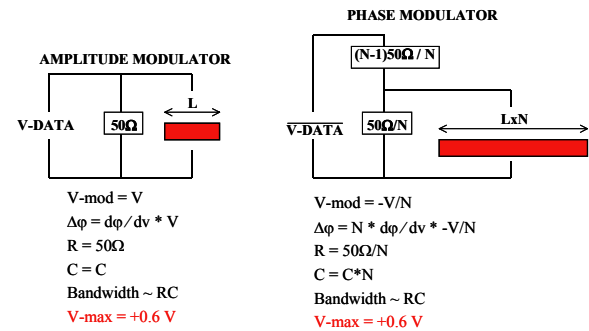 AMPLITUDE MODULATOR
V-DATA
50Ω
L
V-mod = V
Δφ = dφ/dv * V
R = 50Ω
C = C
Bandwidth ~ RC
V-max = +0.6 V
PHASE MODULATOR
(N-1)50Ω / N
V-DATA
50Ω/N
LxN
V-mod = -V/N
Δφ = N * dφ/dv * -V/N
R = 50Ω/N
C = C*N
Bandwidth ~ RC
V-max = +0.6 V